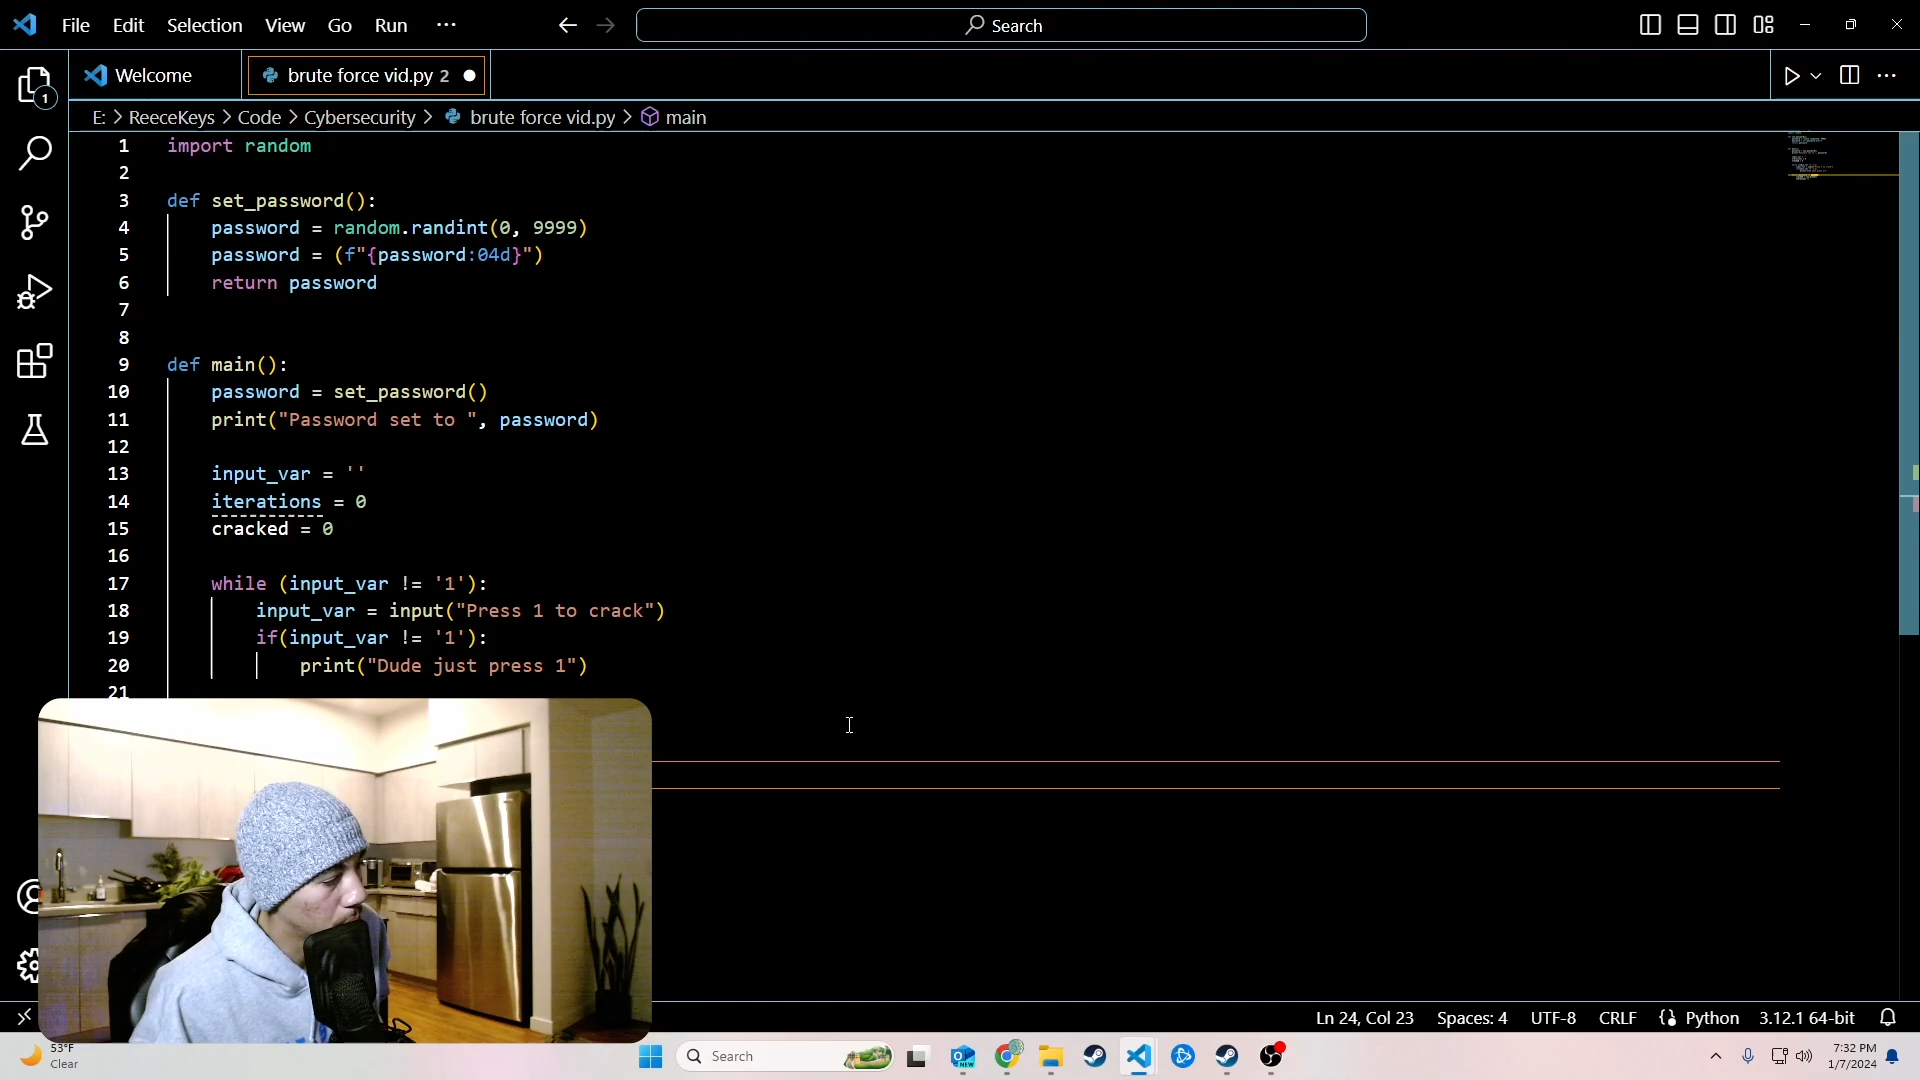 File Edit Selection View Go Run ···
Search
Welcome
brute force vid.py 2
E: > ReeceKeys > Code > Cybersecurity > brute force vid.py > main
1
1 import random
2
3 def set_password():
4 password = random.randint(0, 9999)
5 password = (f"{password:04d}")
6 return password
7
8
9 def main():
10 password = set_password()
11 print("Password set to ", password)
12
13 input_var = ''
14 iterations = 0
15 cracked = 0
16
17 while (input_var != '1'):
18 input_var = input("Press 1 to crack")
19 if(input_var != '1'):
20 print("Dude just press 1")
21
Ln 24, Col 23 Spaces: 4 UTF-8 CRLF Python 3.12.1 64-bit
53°F
Clear
Search
NEW
7:32 PM
1/7/2024